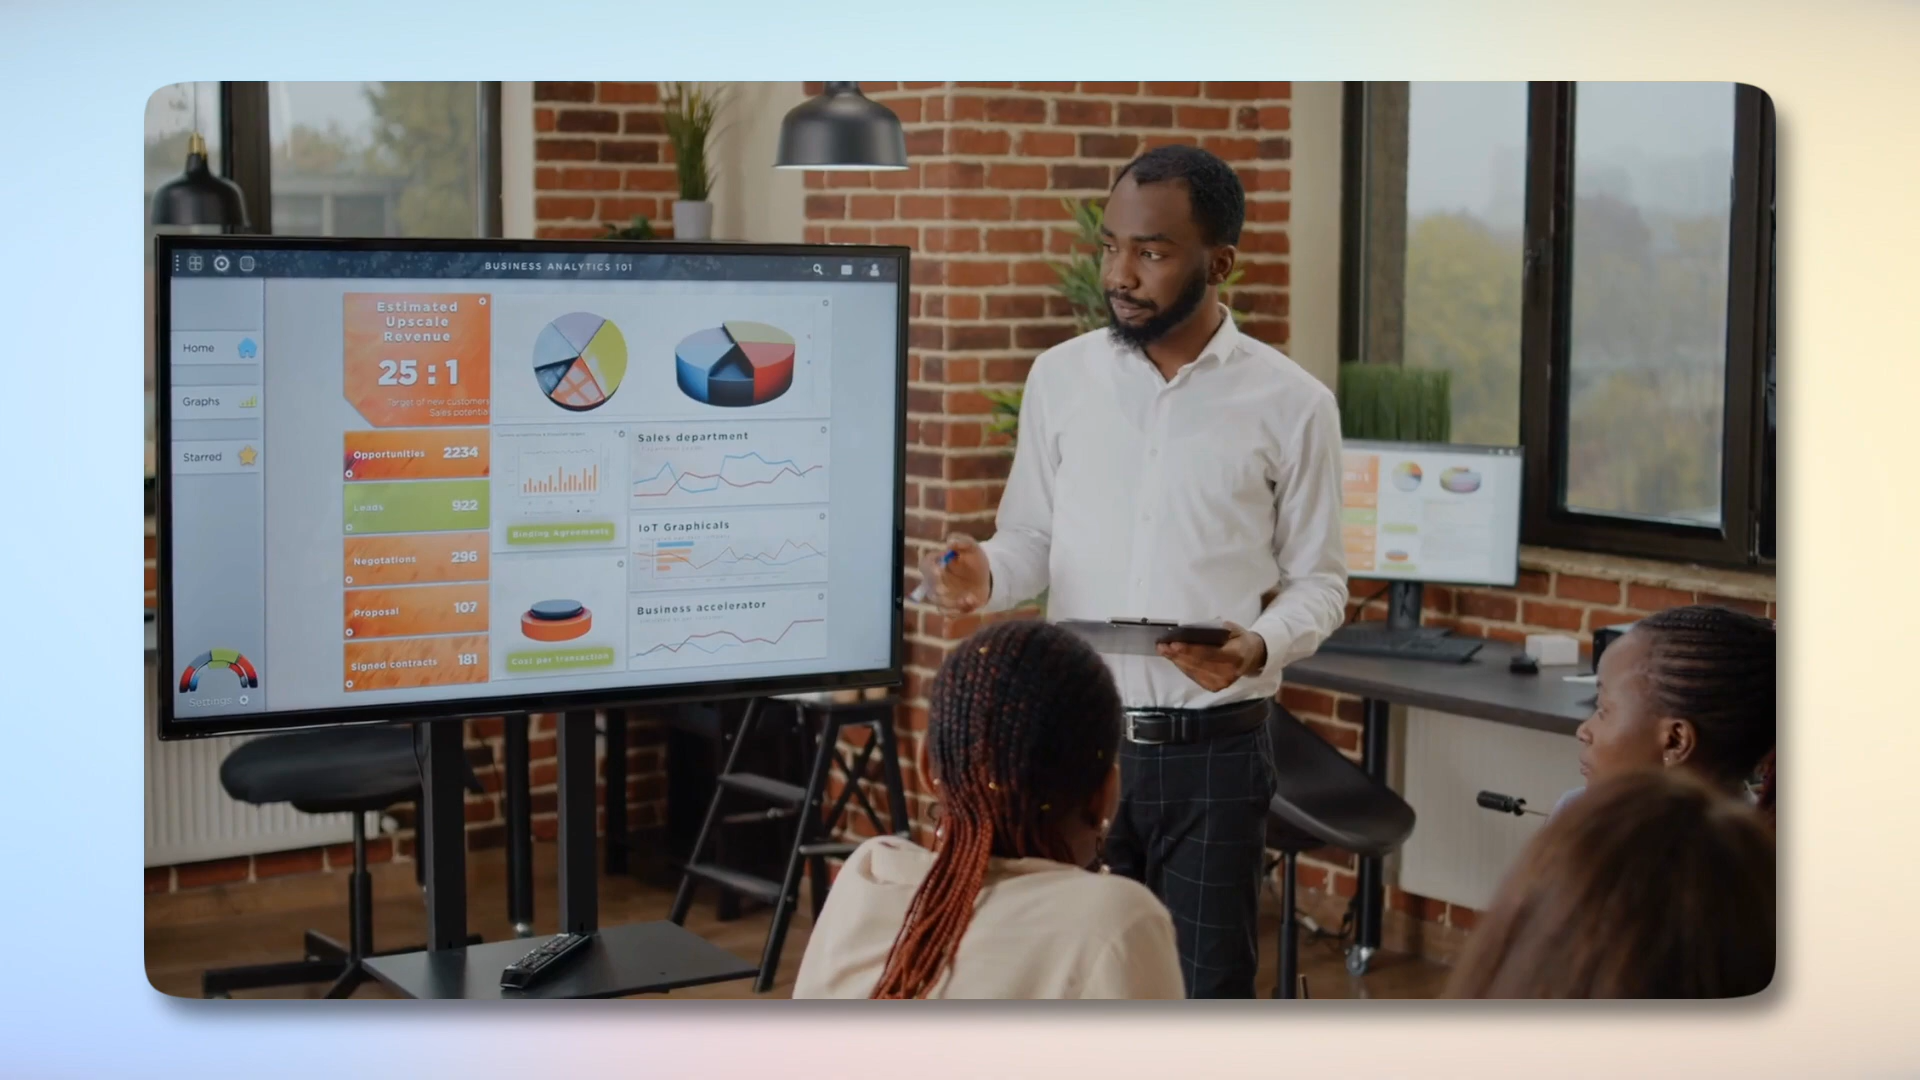 BUSINESS ANALYTICS 101
Home
Graphs
Starred
Settings
Estimated
Upscale
Revenue
25:1
Target of new customers
Sales potential
Opportunities 2234
Leads 922
Negotations 296
Proposal 107
Signed contracts 181
Binding Agreements
Cost per transaction
Sales department
IoT Graphicals
Business accelerator